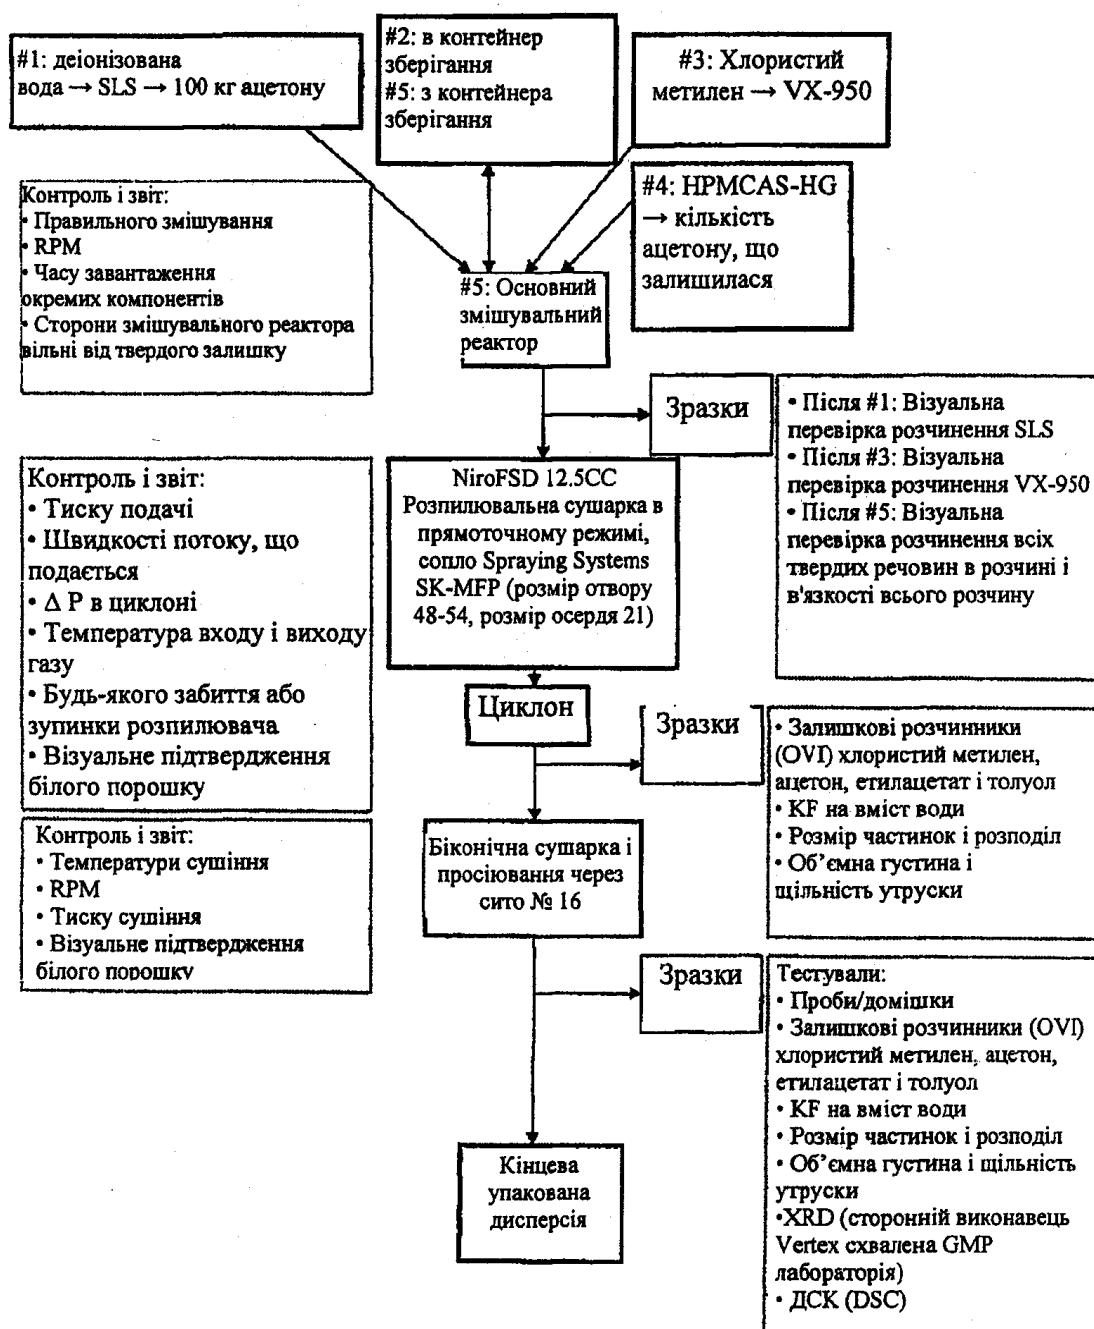 #1: деіонізована
вода → SLS → 100 кг ацетону
#2: в контейнер
зберігання
#5: з контейнера
зберігання
#3: Хлористий
метилен → VX-950
#4: HPMCAS-HG
→ кількість
ацетону, що
залишилася
Контроль і звіт:
• Правильного змішування
• RPM
• Часу завантаження
окремих компонентів
• Сторони змішувального реактора
вільні від твердого залишку
#5: Основний
змішувальний
реактор
Зразки
• Після #1: Візуальна
перевірка розчинення SLS
• Після #3: Візуальна
перевірка розчинення VX-950
• Після #5: Візуальна
перевірка розчинення всіх
твердих речовин в розчині і
в'язкості всього розчину
Контроль і звіт:
• Тиску подачі
• Швидкості потоку, що
подається
• Δ P в циклоні
• Температура входу і виходу
газу
• Будь-якого забиття або
зупинки розпилювача
• Візуальне підтвердження
білого порошку
NiroFSD 12.5CC
Розпилювальна сушарка в
прямоточному режимі,
сопло Spraying Systems
SK-MFP (розмір отвору
48-54, розмір осердя 21)
Циклон
Зразки
• Залишкові розчинники
(OVI) хлористий метилен,
ацетон, етилацетат і толуол
• KF на вміст води
• Розмір частинок і розподіл
• Об’ємна густина і
щільність утруски
Контроль і звіт:
• Температури сушіння
• RPM
• Тиску сушіння
• Візуальне підтвердження
білого порошку
Біконічна сушарка і
просіювання через
сито № 16
Зразки
Тестували:
• Проби/домішки
• Залишкові розчинники (OVI)
хлористий метилен, ацетон,
етилацетат і толуол
• KF на вміст води
• Розмір частинок і розподіл
• Об’ємна густина і щільність
утруски
•XRD (сторонній виконавець
Vertex схвалена GMP
лабораторія)
• ДСК (DSC)
Кінцева
упакована
дисперсія